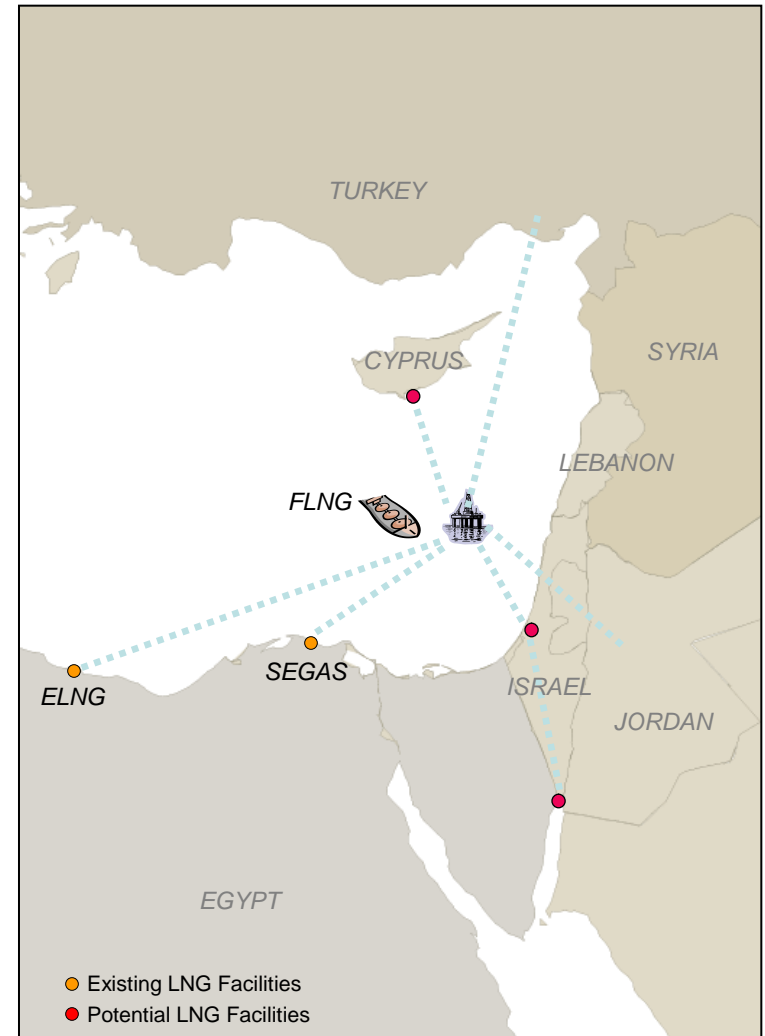 TURKEY
CYPRUS
SYRIA
LEBANON
FLNG
SEGAS
ELNG
ISRAEL
JORDAN
EGYPT
Existing LNG Facilities
Potential LNG Facilities